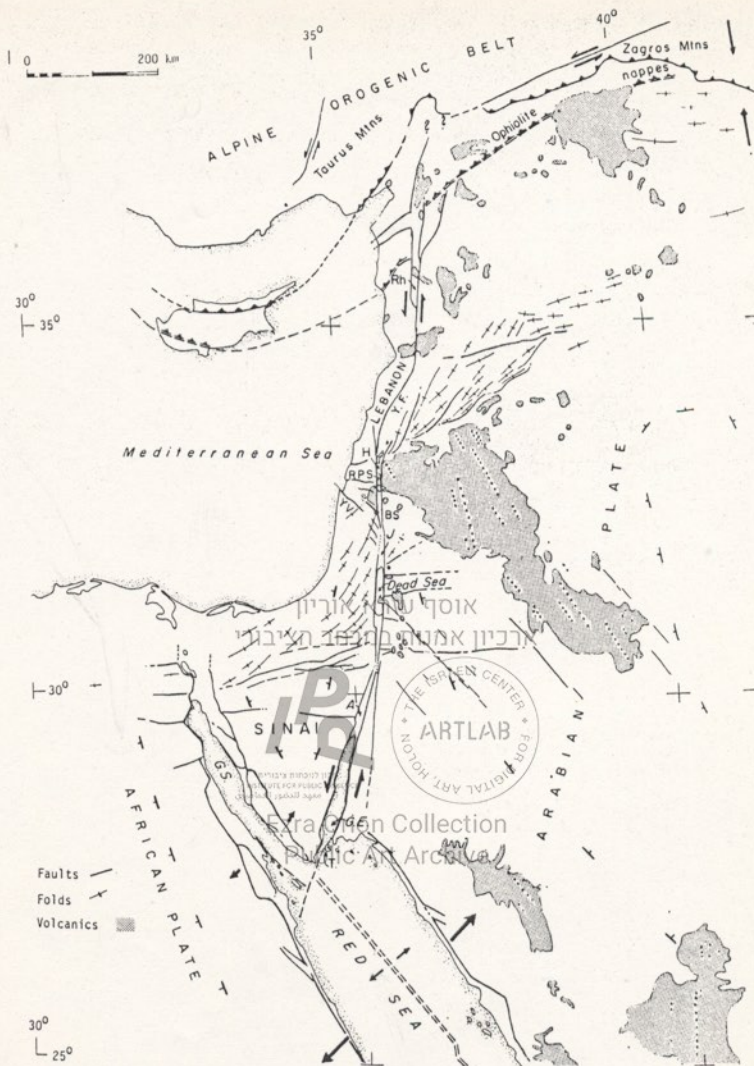 0 200 km
35°
40°
ALPINE OROGENIC BELT
Zagros Mtns
nappes
Taurus Mtns
?
Ophiolite
Rh
30°
35°
LEBANON
Y.F.
Mediterranean Sea
H
RPS
YV
BS
J
PLATE
Dead Sea
אוסף עזרא אוריון
ארכיון אמנות במרחב הציבורי
30°
A
SINAI
IPP
THE ISRAELI CENTER FOR DIGITAL ART, HOLON
ARTLAB
GS
GE
Ezra Orion Collection
Public Art Archive
ARABIAN
AFRICAN PLATE
Faults
Folds
Volcanics
RED SEA
30°
25°